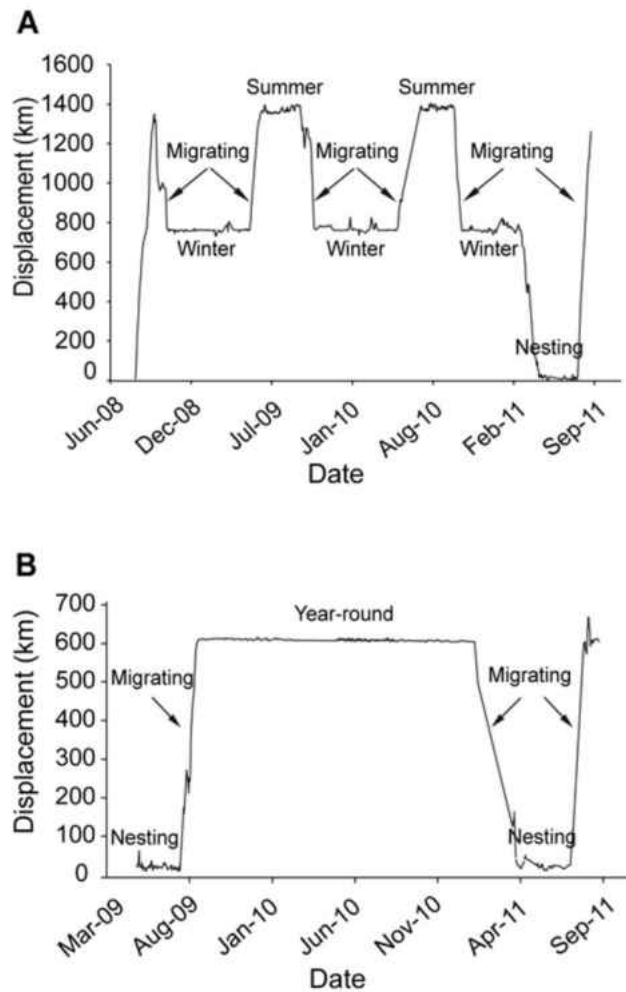 A
1600
1400
1200
1000
800
600
400
200
0
Displacement (km)
Summer
Summer
Migrating
Migrating
Migrating
Winter
Winter
Winter
Nesting
Jun-08
Dec-08
Jul-09
Jan-10
Aug-10
Feb-11
Sep-11
Date
B
700
600
500
400
300
200
100
0
Displacement (km)
Year-round
Migrating
Migrating
Nesting
Nesting
Mar-09
Aug-09
Jan-10
Jun-10
Nov-10
Apr-11
Sep-11
Date